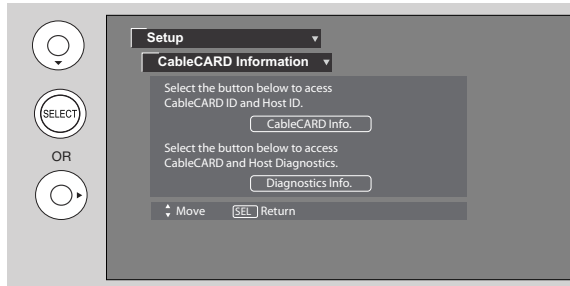 Setup
CableCARD Information
Select the button below to acess
CableCARD ID and Host ID.
CableCARD Info.
Select the button below to access
CableCARD and Host Diagnostics.
Diagnostics Info.
Move SEL Return
SELECT
OR